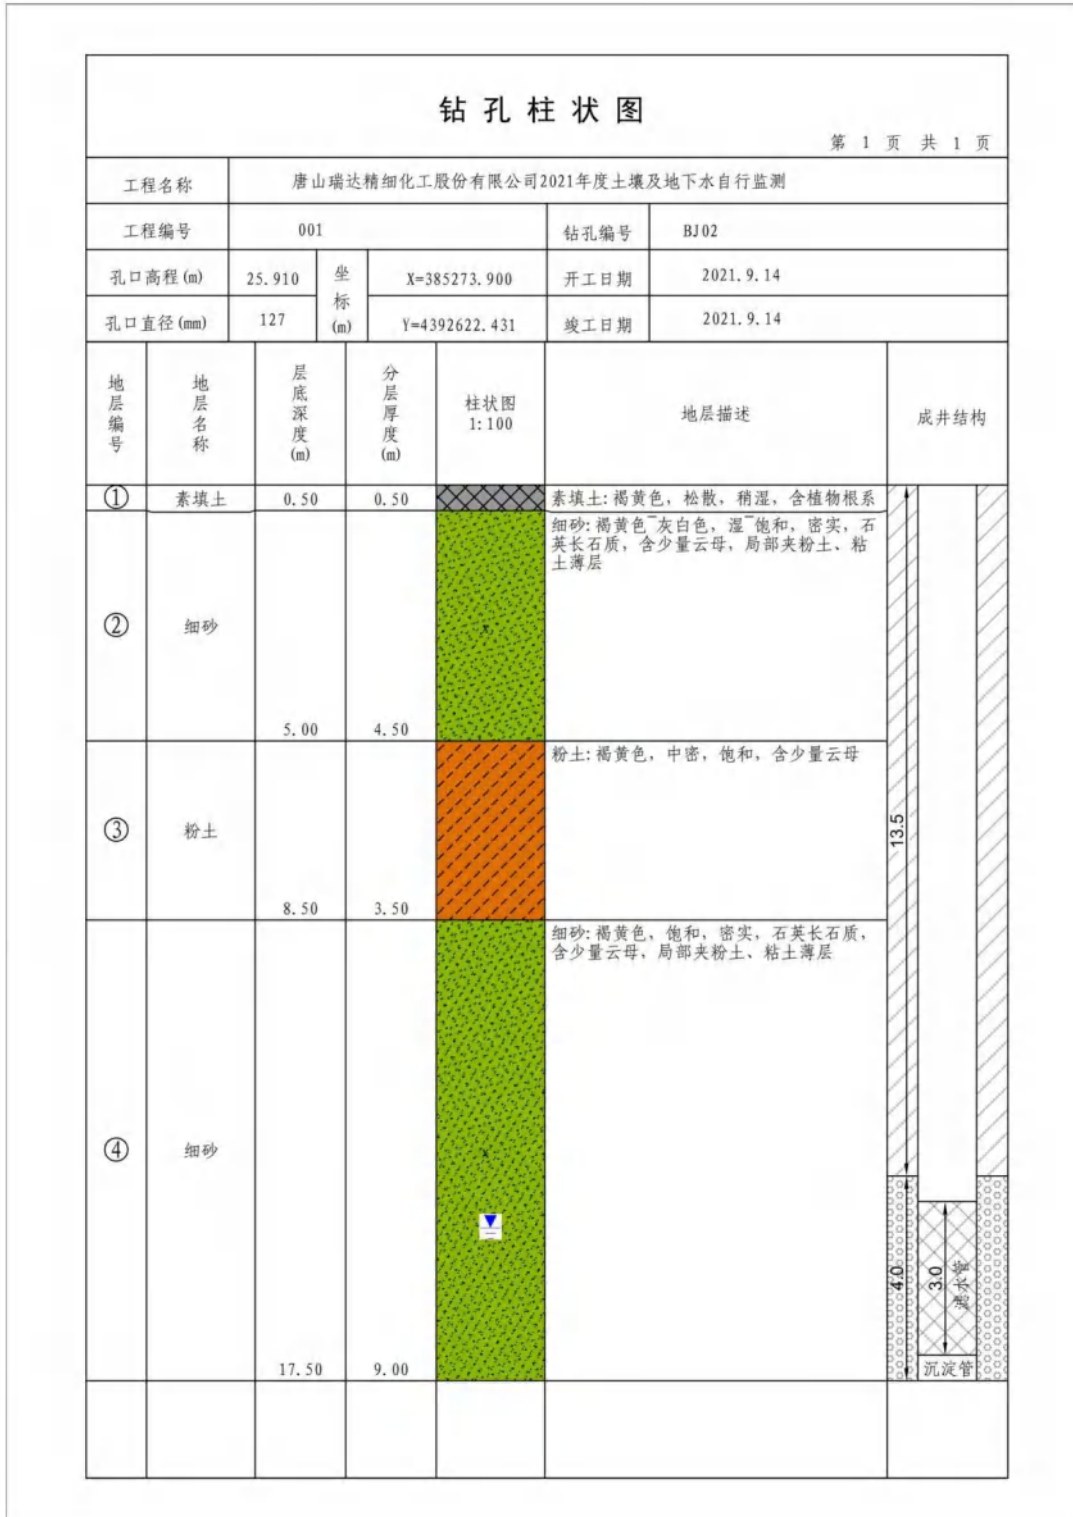 钻孔柱状图
第 1 页 共 1 页
工程名称 唐山瑞达精细化工股份有限公司2021年度土壤及地下水自行监测
工程编号 001 钻孔编号 BJ02
孔口高程(m) 25.910 坐标(m) X=385273.900 开工日期 2021.9.14
孔口直径(mm) 127 Y=4392622.431 竣工日期 2021.9.14
地层编号 地层名称 层底深度(m) 分层厚度(m) 柱状图 1:100 地层描述 成井结构
① 素填土 0.50 0.50 素填土:褐黄色，松散，稍湿，含植物根系
细砂:褐黄色~灰白色，湿~饱和，密实，石
英长石质，含少量云母，局部夹粉土、粘
土薄层
② 细砂
5.00 4.50
粉土:褐黄色，中密，饱和，含少量云母
③ 粉土
13.5
8.50 3.50
细砂:褐黄色，饱和，密实，石英长石质，
含少量云母，局部夹粉土、粘土薄层
④ 细砂
4.0 3.0 滤水管
17.50 9.00 沉淀管